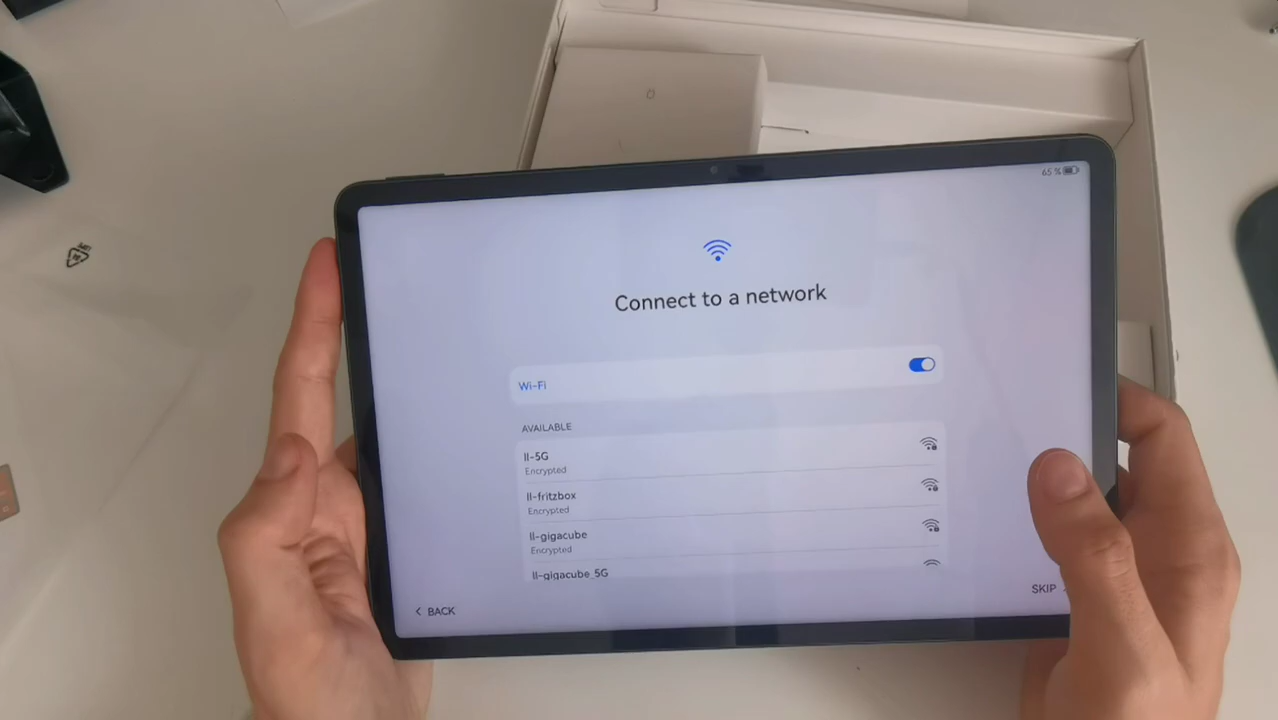 65 %
Connect to a network
Wi-Fi
AVAILABLE
ll-5G
Encrypted
ll-fritzbox
Encrypted
ll-gigacube
Encrypted
ll-gigacube_5G
BACK
SKIP